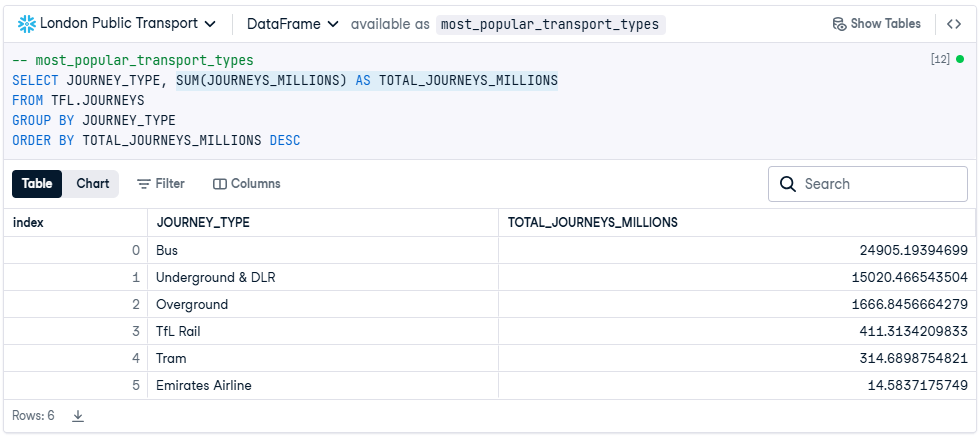 London Public Transport DataFrame available as most_popular_transport_types Show Tables <>
-- most_popular_transport_types [12]
SELECT JOURNEY_TYPE, SUM(JOURNEYS_MILLIONS) AS TOTAL_JOURNEYS_MILLIONS
FROM TFL.JOURNEYS
GROUP BY JOURNEY_TYPE
ORDER BY TOTAL_JOURNEYS_MILLIONS DESC
Table Chart Filter Columns Search
index JOURNEY_TYPE TOTAL_JOURNEYS_MILLIONS
0 Bus 24905.19394699
1 Underground & DLR 15020.466543504
2 Overground 1666.8456664279
3 TfL Rail 411.3134209833
4 Tram 314.6898754821
5 Emirates Airline 14.5837175749
Rows: 6